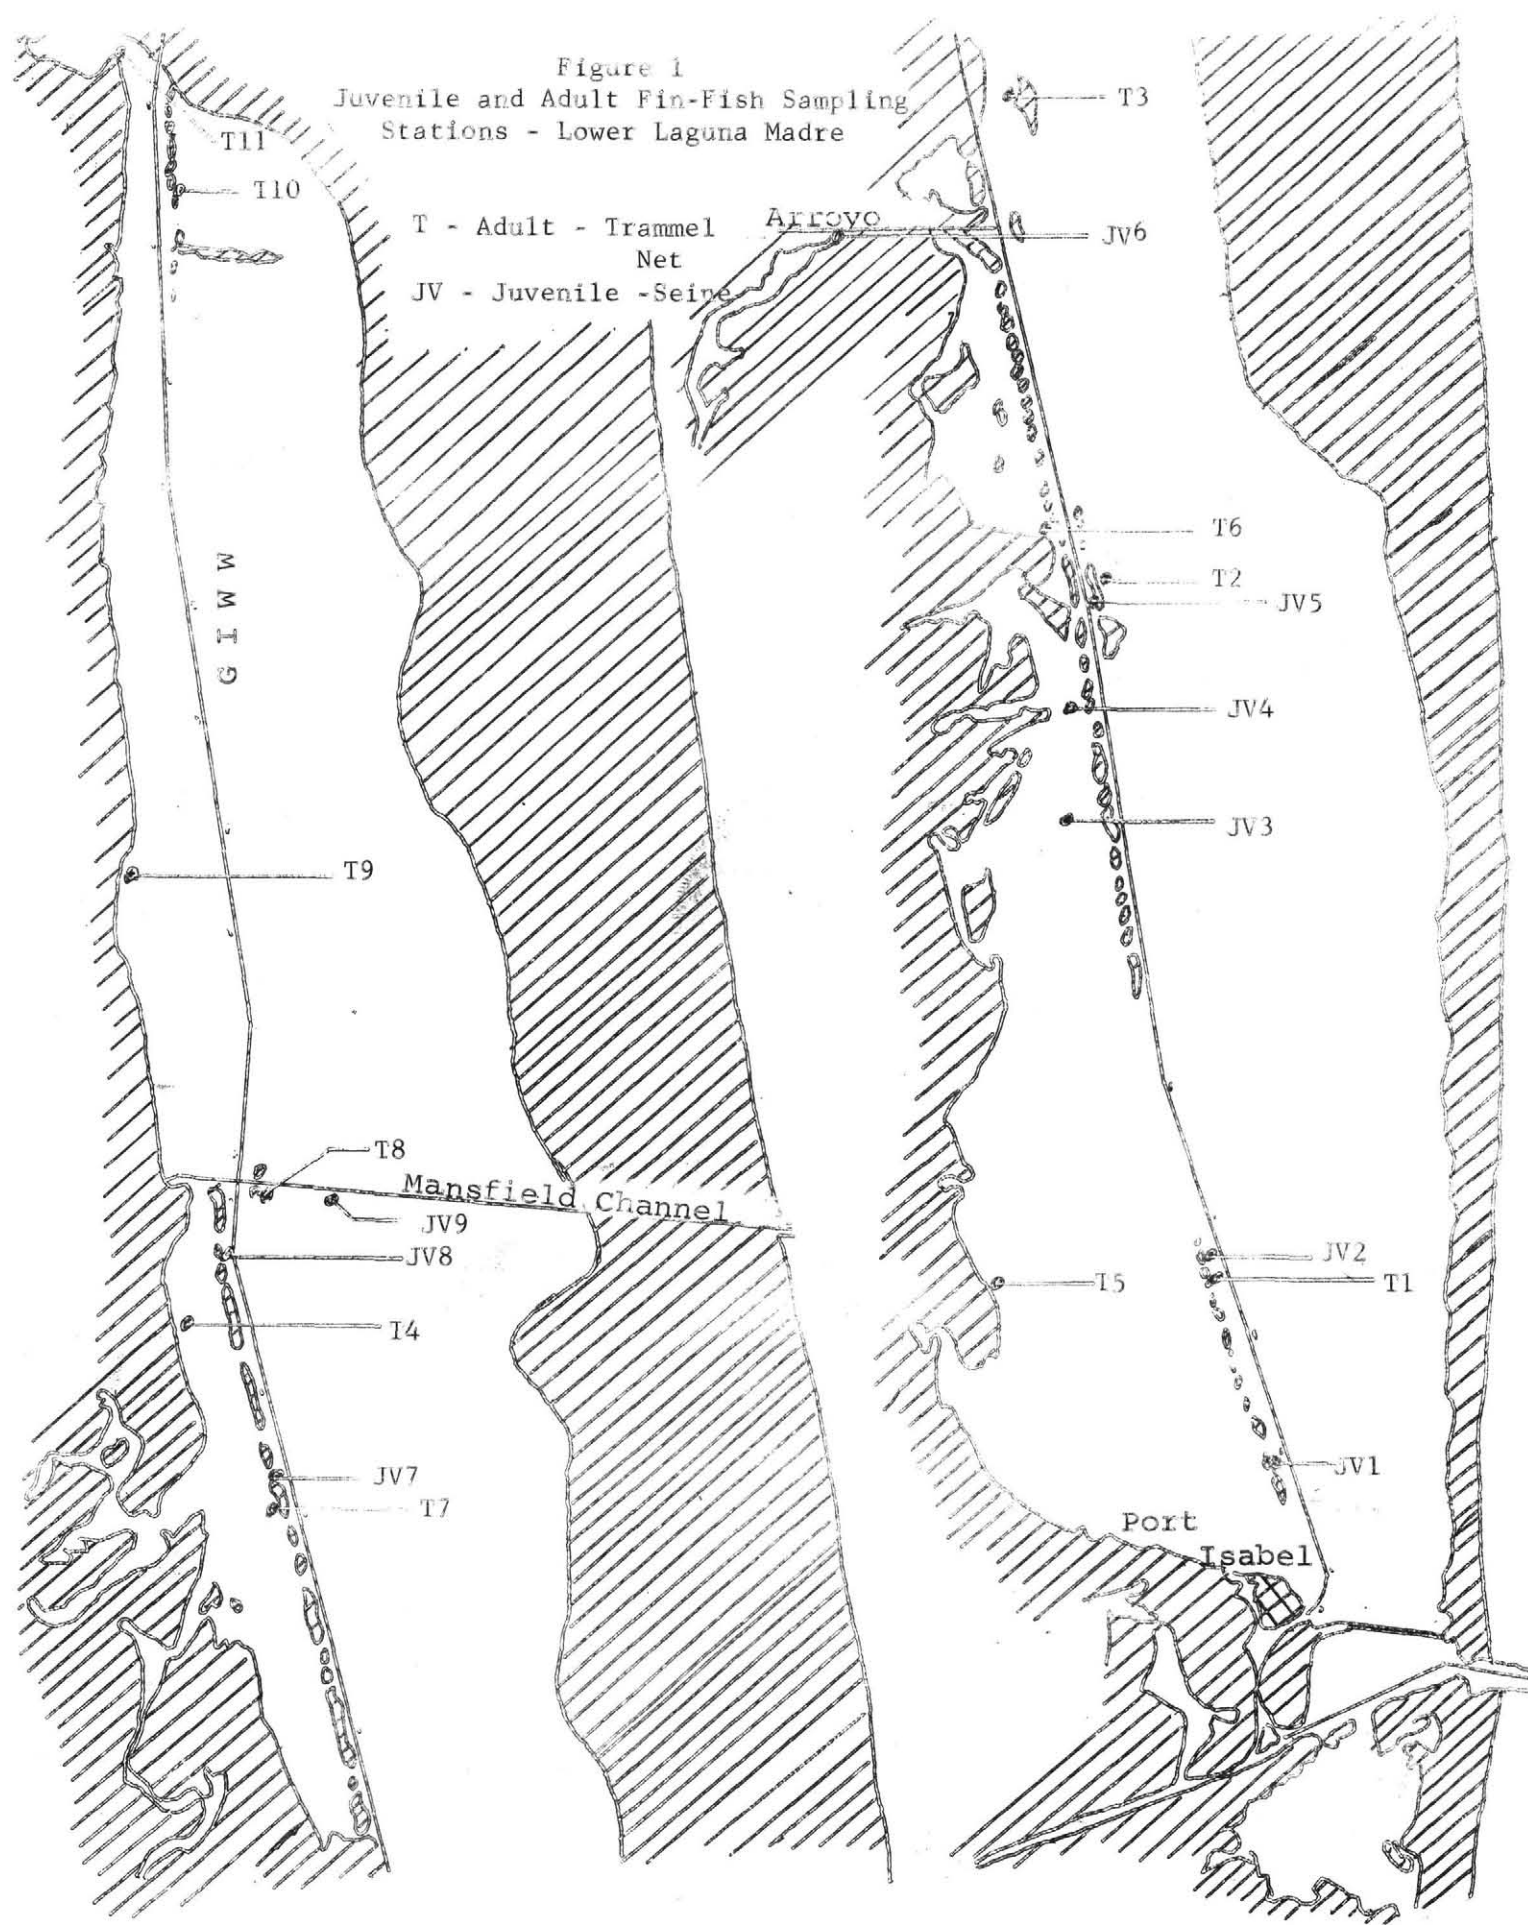 Figure 1
Juvenile and Adult Fin-Fish Sampling
Stations - Lower Laguna Madre
T - Adult - Trammel
Net
JV - Juvenile -Seine
T11
T10
GIWW
T9
T8
Mansfield Channel
JV9
JV8
T4
JV7
T7
T3
Arroyo
JV6
T6
T2
JV5
JV4
JV3
JV2
T5
T1
JV1
Port
Isabel